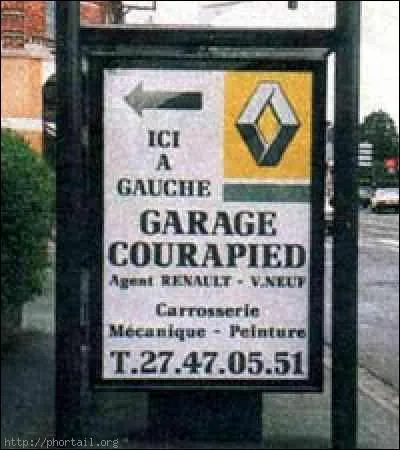 ICI
A
GAUCHE
GARAGE
COURAPIED
Agent RENAULT - V.NEUF
Carrosserie
Mécanique - Peinture
T.27.47.05.51
http://phortail.org